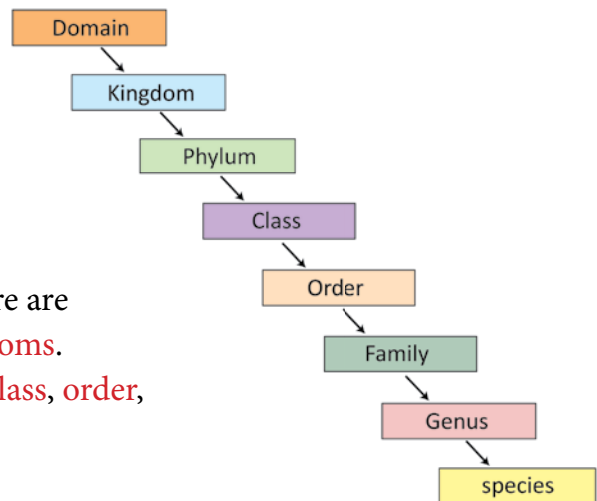 Domain
Kingdom
Phylum
Class
Order
re are
Family
oms.
lass, order,
Genus
species